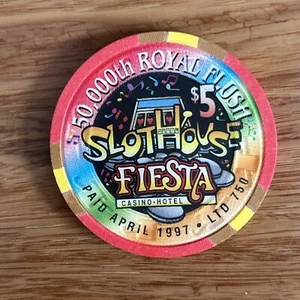 50,000th ROYAL FLUSH
$5
SLOTHOUSE
FIESTA
CASINO·HOTEL
PAID APRIL 1997 • LTD 750